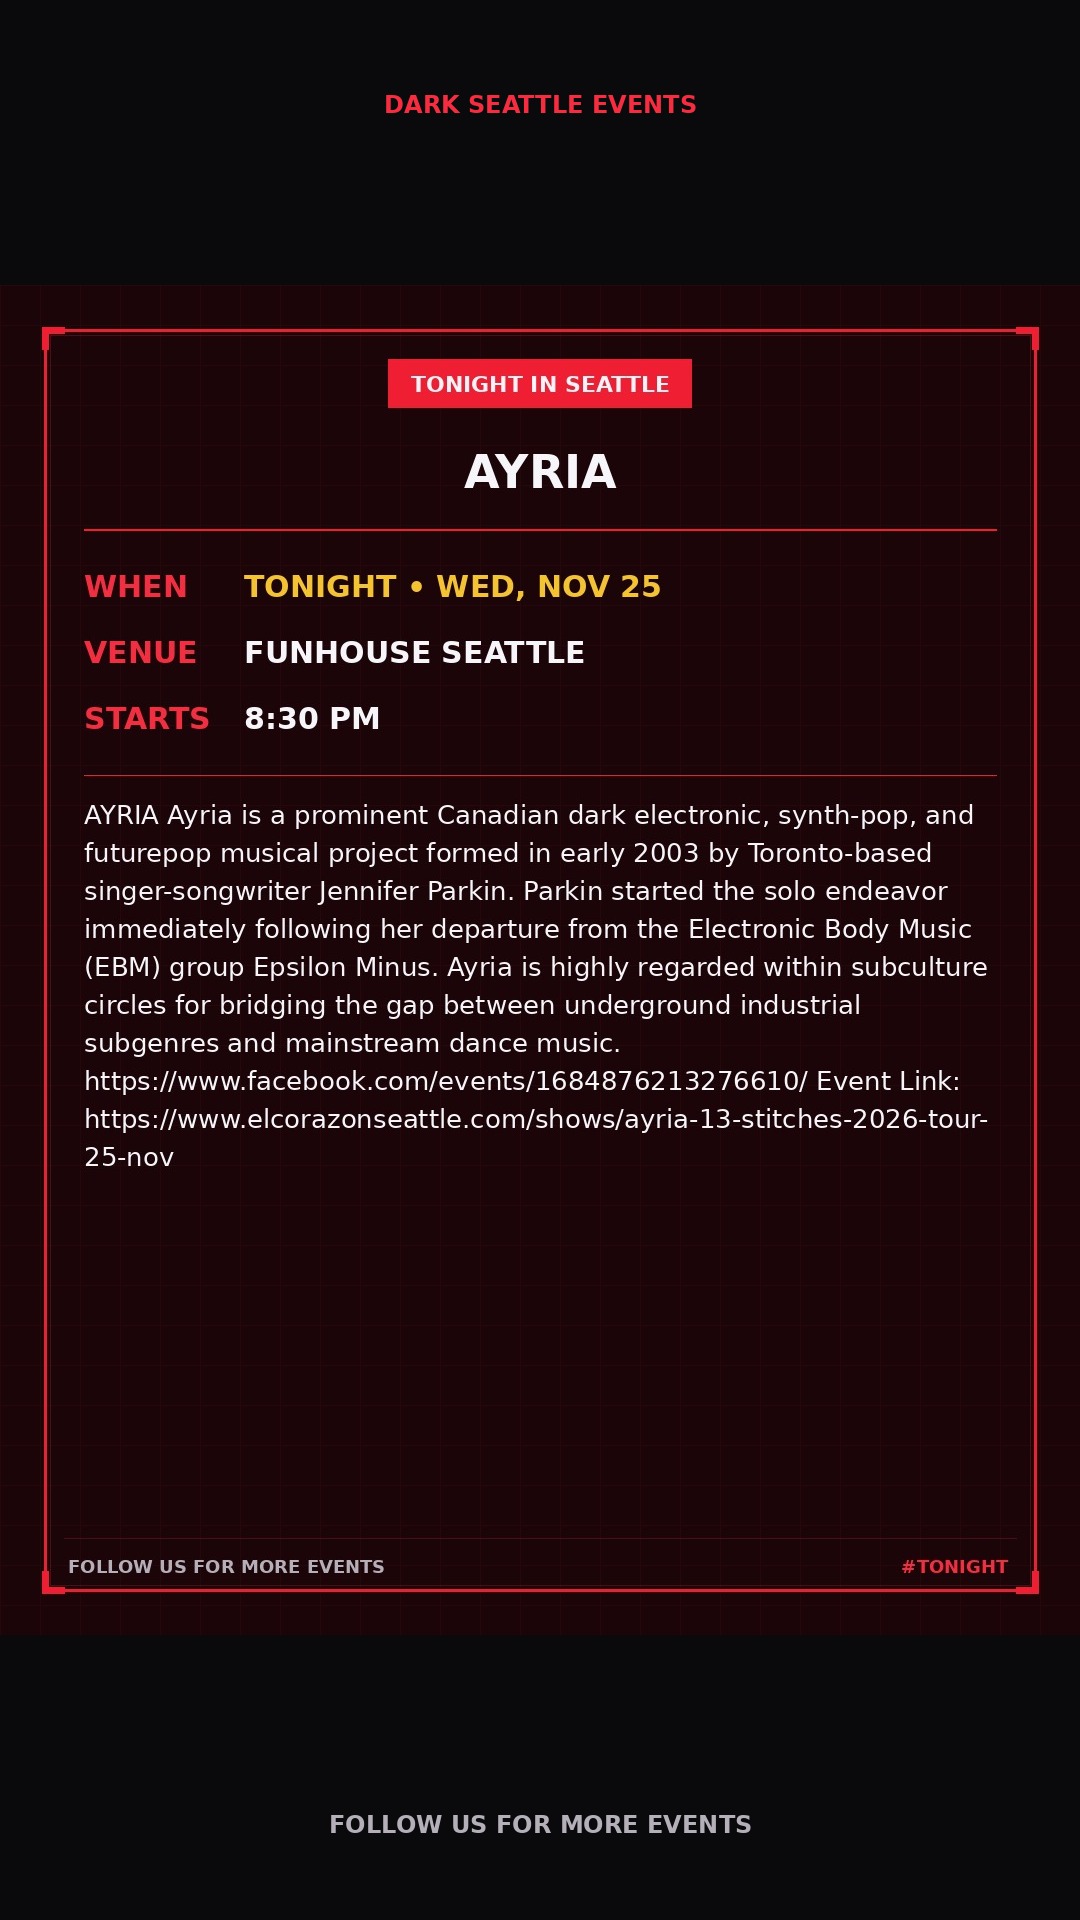 DARK SEATTLE EVENTS
TONIGHT IN SEATTLE
AYRIA
WHEN TONIGHT • WED, NOV 25
VENUE FUNHOUSE SEATTLE
STARTS 8:30 PM
AYRIA Ayria is a prominent Canadian dark electronic, synth-pop, and
futurepop musical project formed in early 2003 by Toronto-based
singer-songwriter Jennifer Parkin. Parkin started the solo endeavor
immediately following her departure from the Electronic Body Music
(EBM) group Epsilon Minus. Ayria is highly regarded within subculture
circles for bridging the gap between underground industrial
subgenres and mainstream dance music.
https://www.facebook.com/events/1684876213276610/ Event Link:
https://www.elcorazonseattle.com/shows/ayria-13-stitches-2026-tour-
25-nov
FOLLOW US FOR MORE EVENTS #TONIGHT
FOLLOW US FOR MORE EVENTS